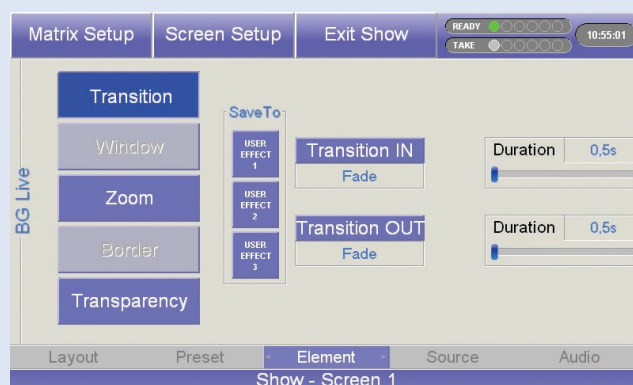 Matrix Setup
Screen Setup
Exit Show
READY
TAKE
10:55:01
BG Live
Transition
Window
Zoom
Border
Transparency
SaveTo
USER
EFFECT
1
USER
EFFECT
2
USER
EFFECT
3
Transition IN
Fade
Duration 0,5s
Transition OUT
Fade
Duration 0,5s
Layout Preset < Element > Source Audio
Show - Screen 1